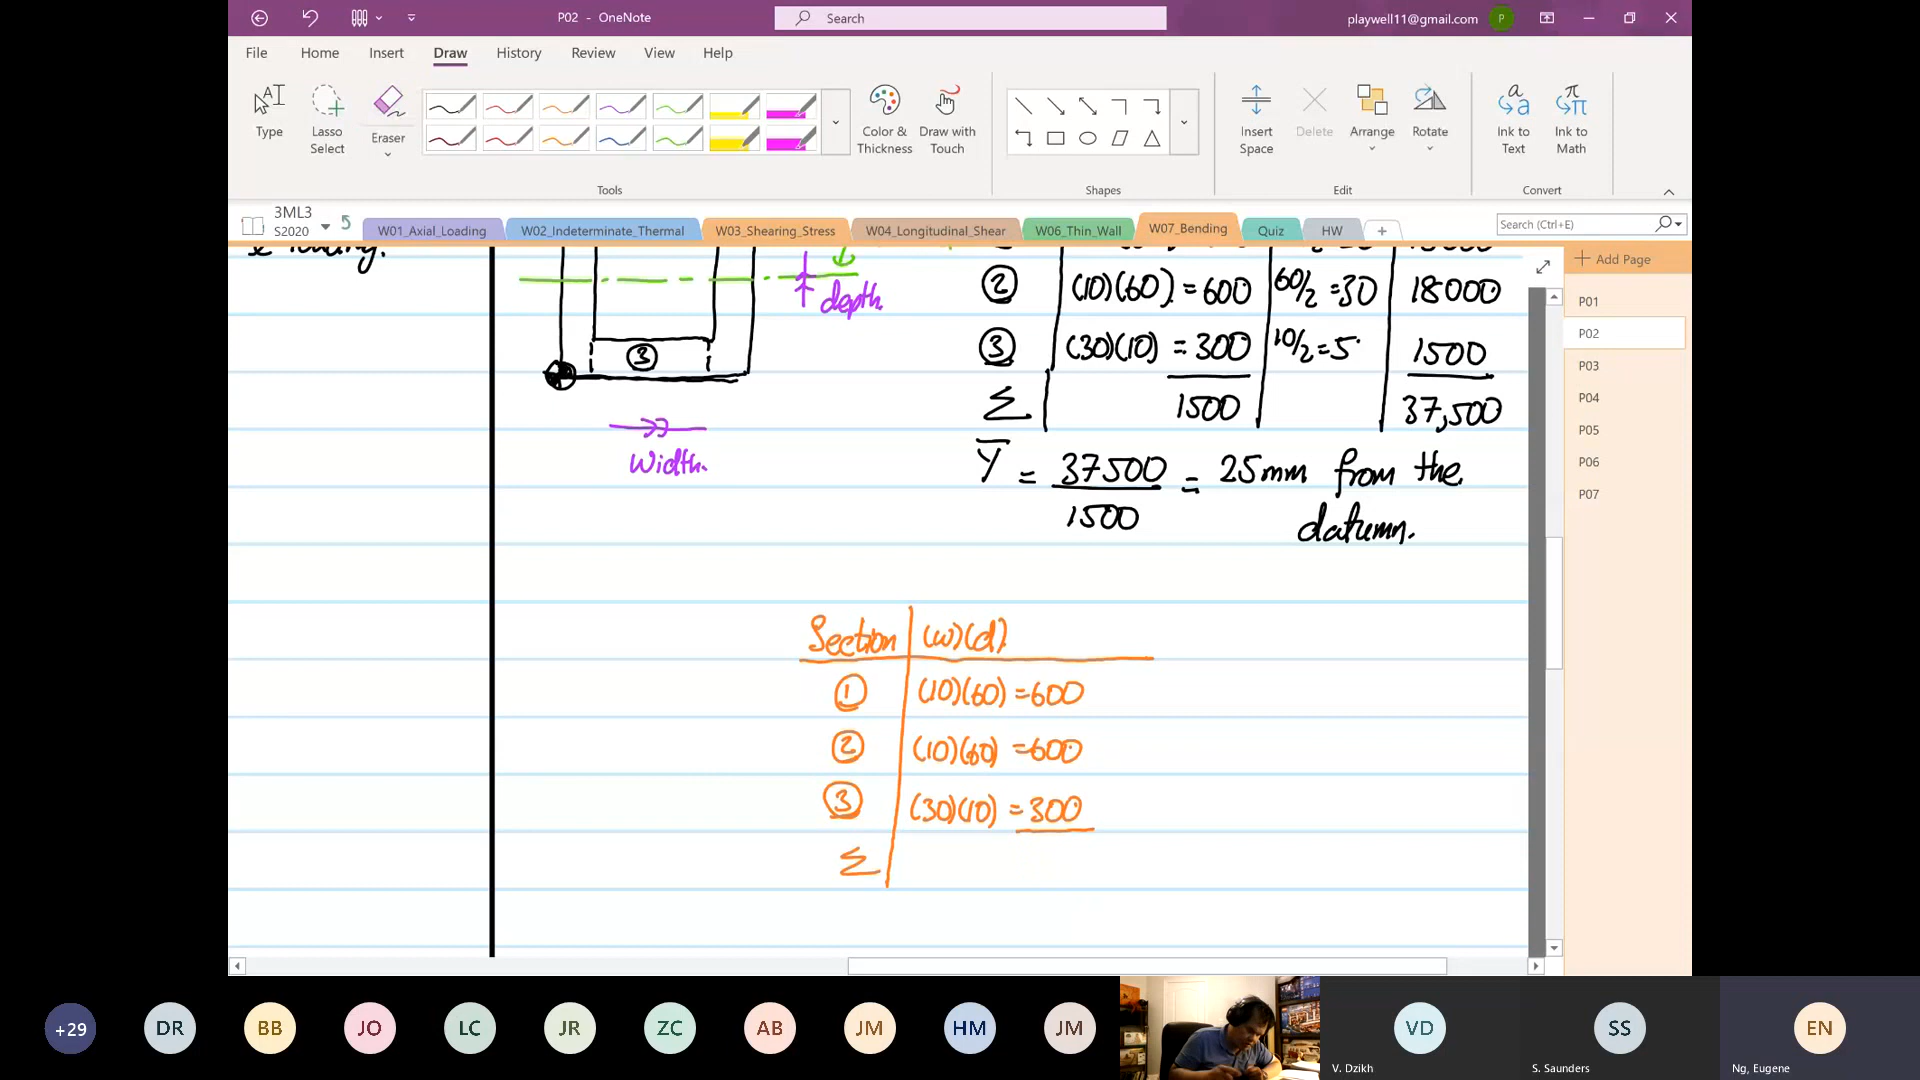 P02 - OneNote
Search
playwell11@gmail.com
P
File
Home
Insert
Draw
History
Review
View
Help
Type
Lasso Select
Eraser
Color & Thickness
Draw with Touch
Insert Space
Delete
Arrange
Rotate
Ink to Text
Ink to Math
Tools
Shapes
Edit
Convert
3ML3 S2020
W01_Axial_Loading
W02_Indeterminate_Thermal
W03_Shearing_Stress
W04_Longitudinal_Shear
W06_Thin_Wall
W07_Bending
Quiz
HW
Search (Ctrl+E)
Add Page
P01
P02
P03
P04
P05
P06
P07
depth.
3
Width.
2 (10)(60) = 600 60/2 = 30 18000
3 (30)(10) = 300 10/2 = 5 1500
Σ 1500 37,500
Y̅ = 37500 / 1500 = 25mm from the
datumn.
Section (w)(d)
1 (10)(60) = 600
2 (10)(60) = 600
3 (30)(10) = 300
Σ
+29
DR
BB
JO
LC
JR
ZC
AB
JM
HM
JM
VD
V. Dzikh
SS
S. Saunders
EN
Ng, Eugene